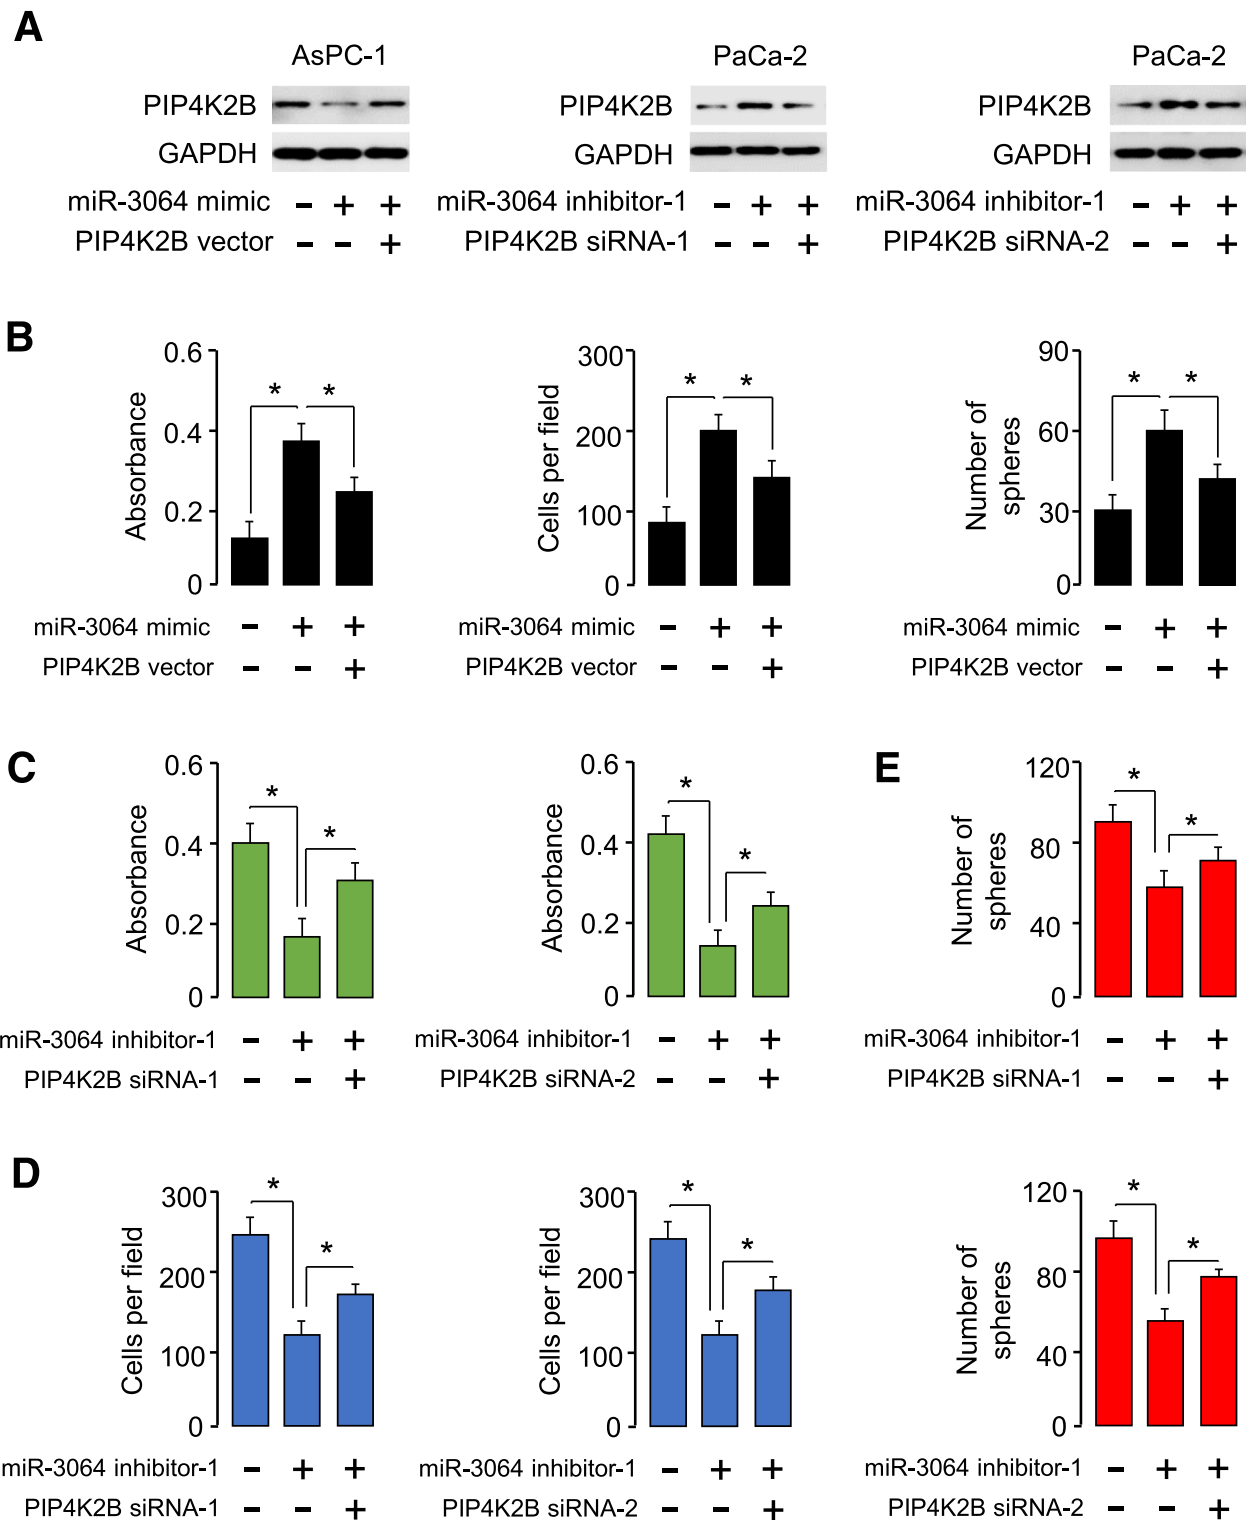 A
AsPC-1
PaCa-2
PaCa-2
PIP4K2B
PIP4K2B
PIP4K2B
GAPDH
GAPDH
GAPDH
miR-3064 mimic − + +
miR-3064 inhibitor-1 − + +
miR-3064 inhibitor-1 − + +
PIP4K2B vector − − +
PIP4K2B siRNA-1 − − +
PIP4K2B siRNA-2 − − +
B
Absorbance
0.6
0.4
0.2
0
* *
miR-3064 mimic − + +
PIP4K2B vector − − +
Cells per field
300
200
100
0
* *
miR-3064 mimic − + +
PIP4K2B vector − − +
Number of
spheres
90
60
30
0
* *
miR-3064 mimic − + +
PIP4K2B vector − − +
C
Absorbance
0.6
0.4
0.2
0
* *
miR-3064 inhibitor-1 − + +
PIP4K2B siRNA-1 − − +
Absorbance
0.6
0.4
0.2
0
* *
miR-3064 inhibitor-1 − + +
PIP4K2B siRNA-2 − − +
E
Number of
spheres
120
80
40
0
* *
miR-3064 inhibitor-1 − + +
PIP4K2B siRNA-1 − − +
D
Cells per field
300
200
100
0
* *
miR-3064 inhibitor-1 − + +
PIP4K2B siRNA-1 − − +
Cells per field
300
200
100
0
* *
miR-3064 inhibitor-1 − + +
PIP4K2B siRNA-2 − − +
Number of
spheres
120
80
40
0
* *
miR-3064 inhibitor-1 − + +
PIP4K2B siRNA-2 − − +